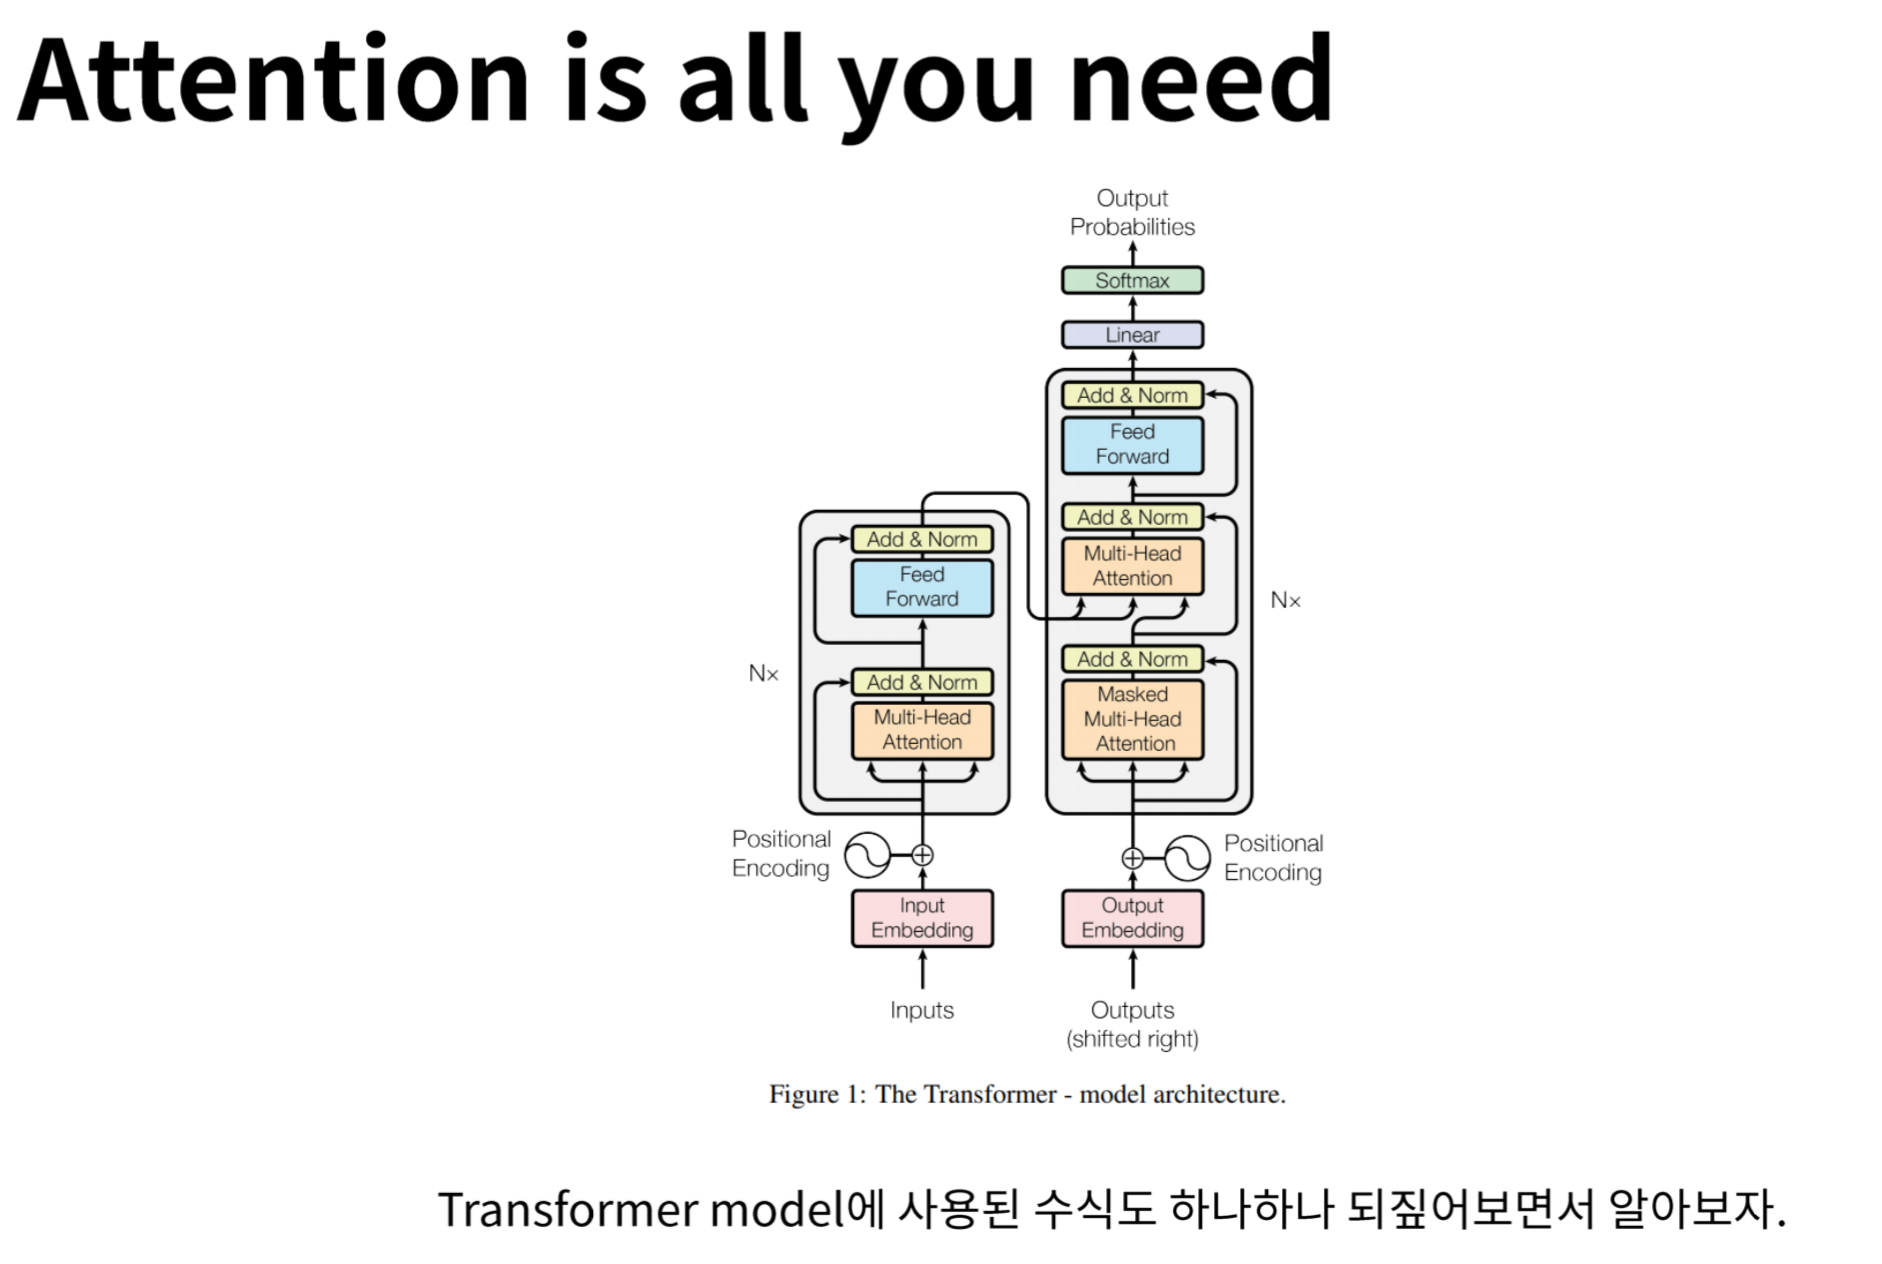 Attention is all you need
Output
Probabilities
Softmax
Linear
Add & Norm
Feed
Forward
Add & Norm
Multi-Head
Attention
Add & Norm
Masked
Multi-Head
Attention
Nx
Add & Norm
Feed
Forward
Add & Norm
Multi-Head
Attention
Nx
Positional
Encoding
Positional
Encoding
Input
Embedding
Output
Embedding
Inputs
Outputs
(shifted right)
Figure 1: The Transformer - model architecture.
Transformer model에 사용된 수식도 하나하나 되짚어보면서 알아보자.